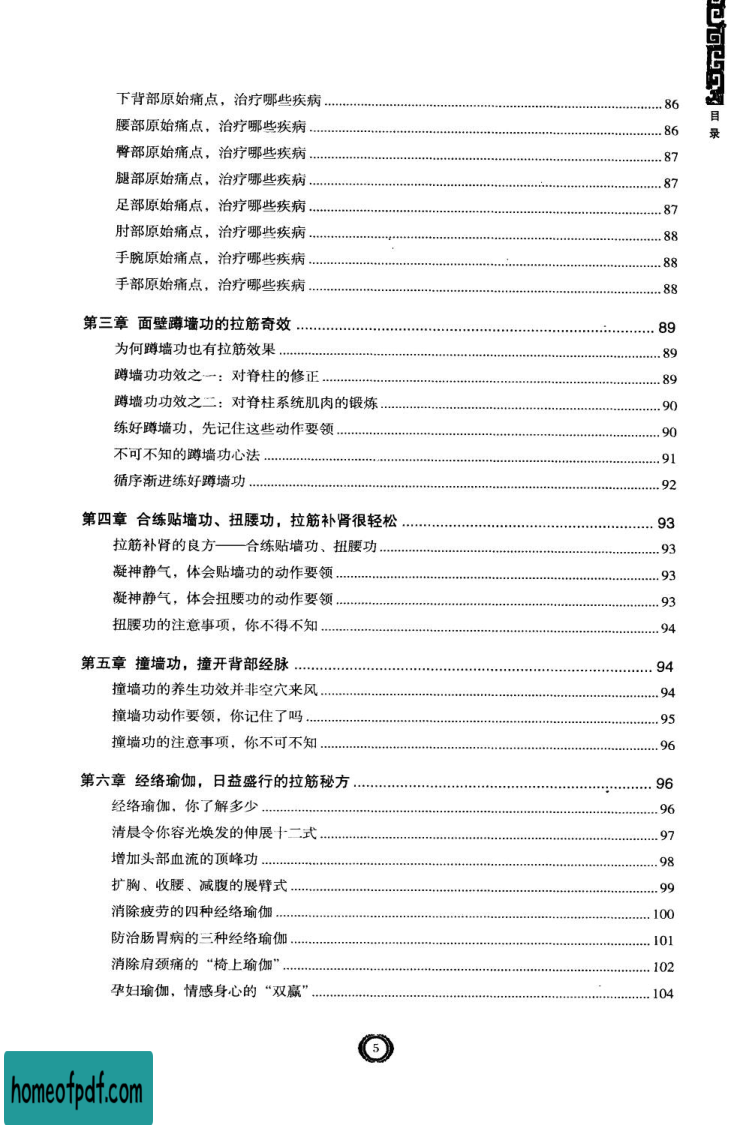 目录
下背部原始痛点，治疗哪些疾病 86
腰部原始痛点，治疗哪些疾病 86
臀部原始痛点，治疗哪些疾病 87
腿部原始痛点，治疗哪些疾病 87
足部原始痛点，治疗哪些疾病 87
肘部原始痛点，治疗哪些疾病 88
手腕原始痛点，治疗哪些疾病 88
手部原始痛点，治疗哪些疾病 88
第三章 面壁蹲墙功的拉筋奇效 89
为何蹲墙功也有拉筋效果 89
蹲墙功功效之一：对脊柱的修正 89
蹲墙功功效之二：对脊柱系统肌肉的锻炼 90
练好蹲墙功，先记住这些动作要领 90
不可不知的蹲墙功心法 91
循序渐进练好蹲墙功 92
第四章 合练贴墙功、扭腰功，拉筋补肾很轻松 93
拉筋补肾的良方——合练贴墙功、扭腰功 93
凝神静气，体会贴墙功的动作要领 93
凝神静气，体会扭腰功的动作要领 93
扭腰功的注意事项，你不得不知 94
第五章 撞墙功，撞开背部经脉 94
撞墙功的养生功效并非空穴来风 94
撞墙功动作要领，你记住了吗 95
撞墙功的注意事项，你不可不知 96
第六章 经络瑜伽，日益盛行的拉筋秘方 96
经络瑜伽，你了解多少 96
清晨令你容光焕发的伸展十二式 97
增加头部血流的顶峰功 98
扩胸、收腰、减腹的展臂式 99
消除疲劳的四种经络瑜伽 100
防治肠胃病的三种经络瑜伽 101
消除肩颈痛的“椅上瑜伽” 102
孕妇瑜伽，情感身心的“双赢” 104
5
homeofpdf.com